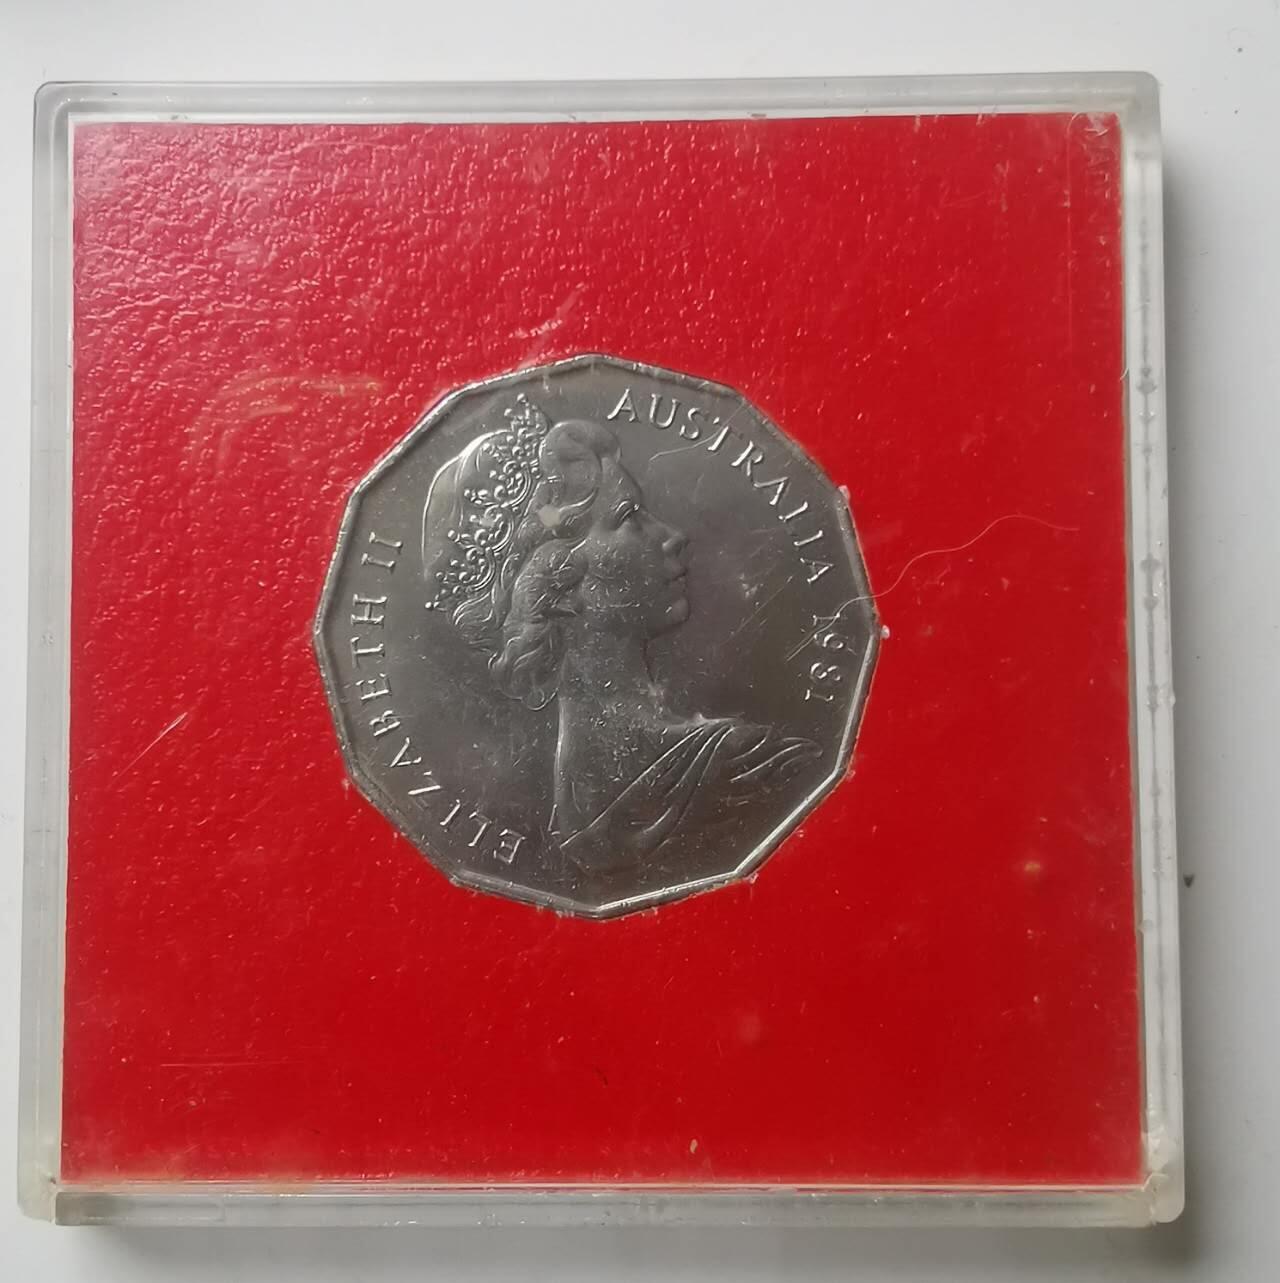 ELIZABETH II
AUSTRALIA 1981